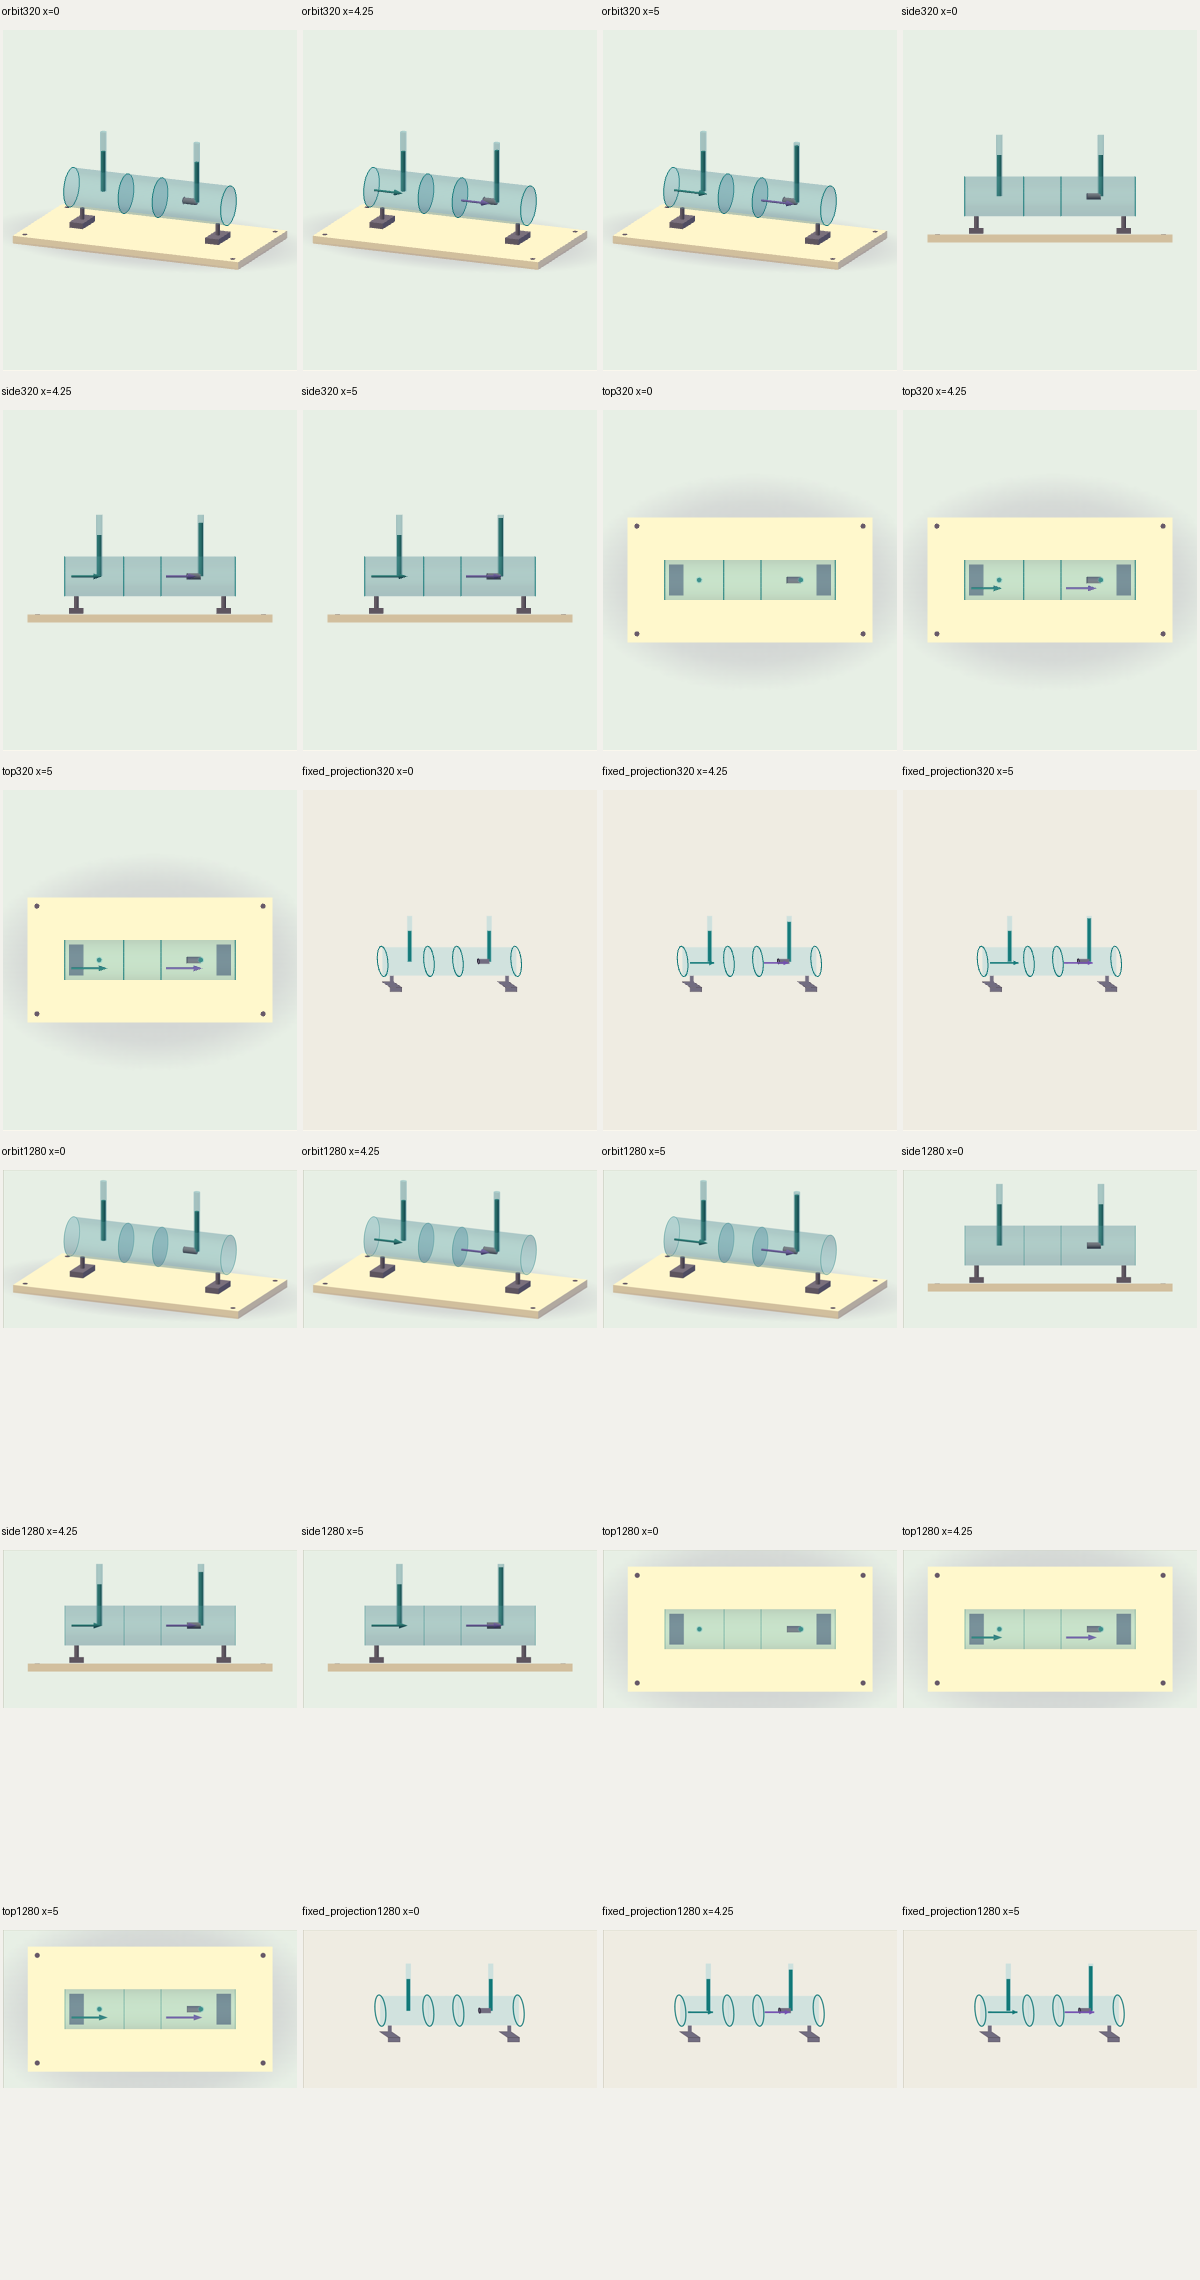 orbit320 x=0
orbit320 x=4.25
orbit320 x=5
side320 x=0
side320 x=4.25
side320 x=5
top320 x=0
top320 x=4.25
top320 x=5
fixed_projection320 x=0
fixed_projection320 x=4.25
fixed_projection320 x=5
orbit1280 x=0
orbit1280 x=4.25
orbit1280 x=5
side1280 x=0
side1280 x=4.25
side1280 x=5
top1280 x=0
top1280 x=4.25
top1280 x=5
fixed_projection1280 x=0
fixed_projection1280 x=4.25
fixed_projection1280 x=5